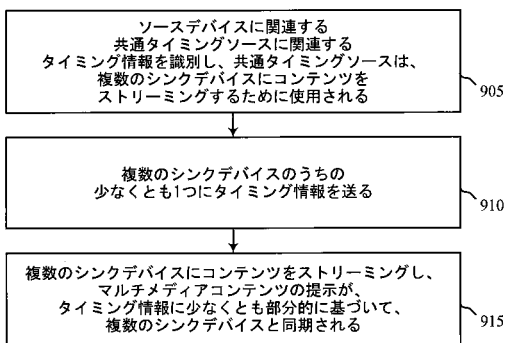 ソースデバイスに関連する
共通タイミングソースに関連する
タイミング情報を識別し、共通タイミングソースは、
複数のシンクデバイスにコンテンツを
ストリーミングするために使用される
905
複数のシンクデバイスのうちの
少なくとも1つにタイミング情報を送る
910
複数のシンクデバイスにコンテンツをストリーミングし、
マルチメディアコンテンツの提示が、
タイミング情報に少なくとも部分的に基づいて、
複数のシンクデバイスと同期される
915